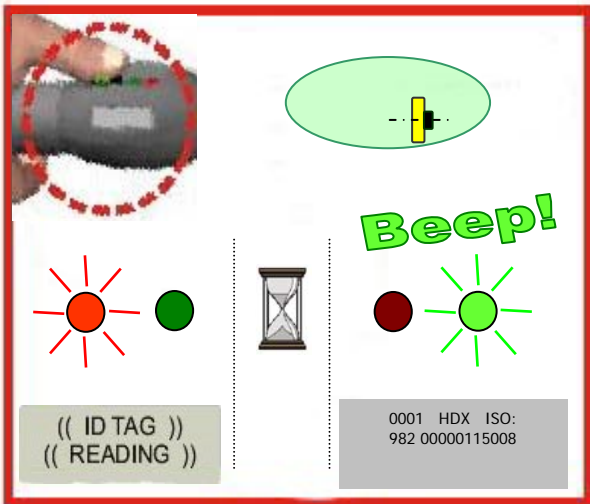 Beep!
(( ID TAG ))
(( READING ))
0001 HDX ISO:
982 00000115008